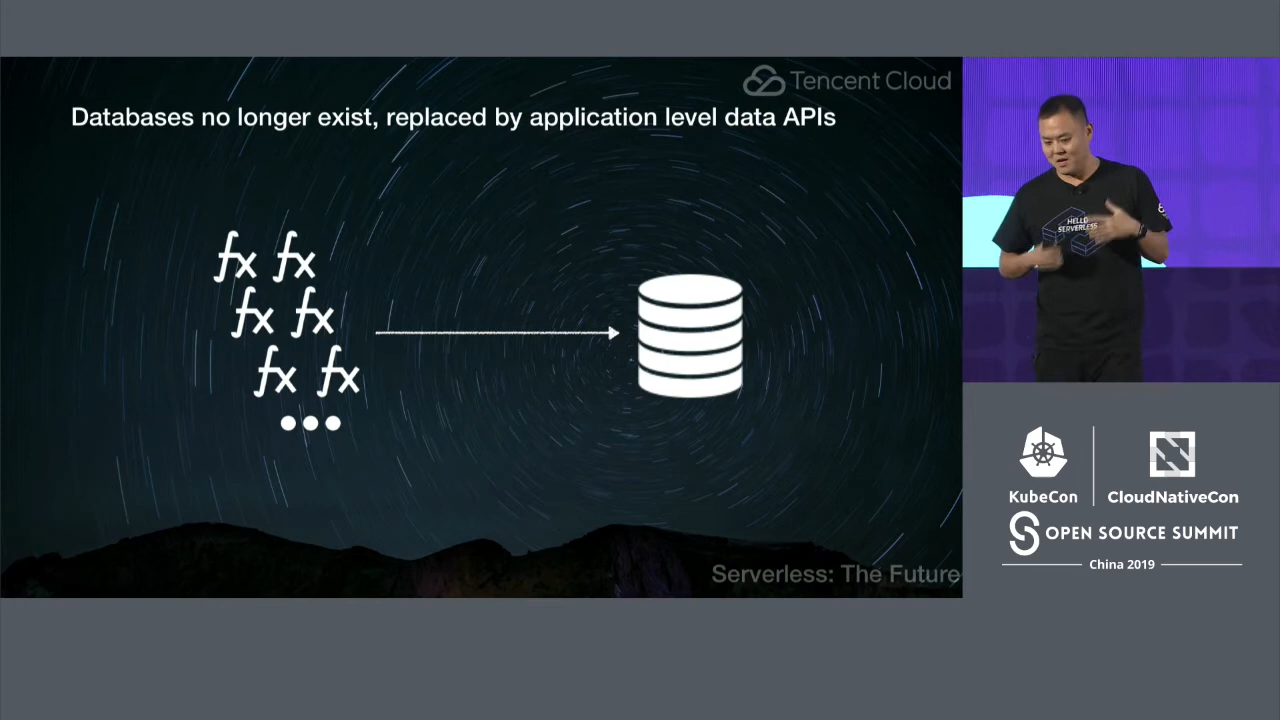 Tencent Cloud
Databases no longer exist, replaced by application level data APIs
fx fx
fx fx
fx fx
Serverless: The Future
HELLO
SERVERLESS
KubeCon
CloudNativeCon
OPEN SOURCE SUMMIT
China 2019